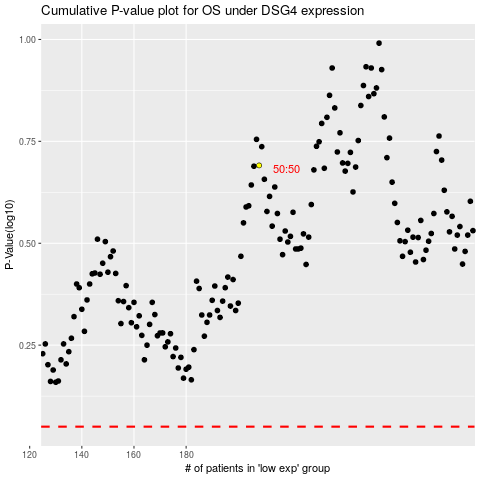 Cumulative P-value plot for OS under DSG4 expression
1.00
0.75
50:50
0.50
0.25
P-Value(log10)
120 140 160 180
# of patients in 'low exp' group